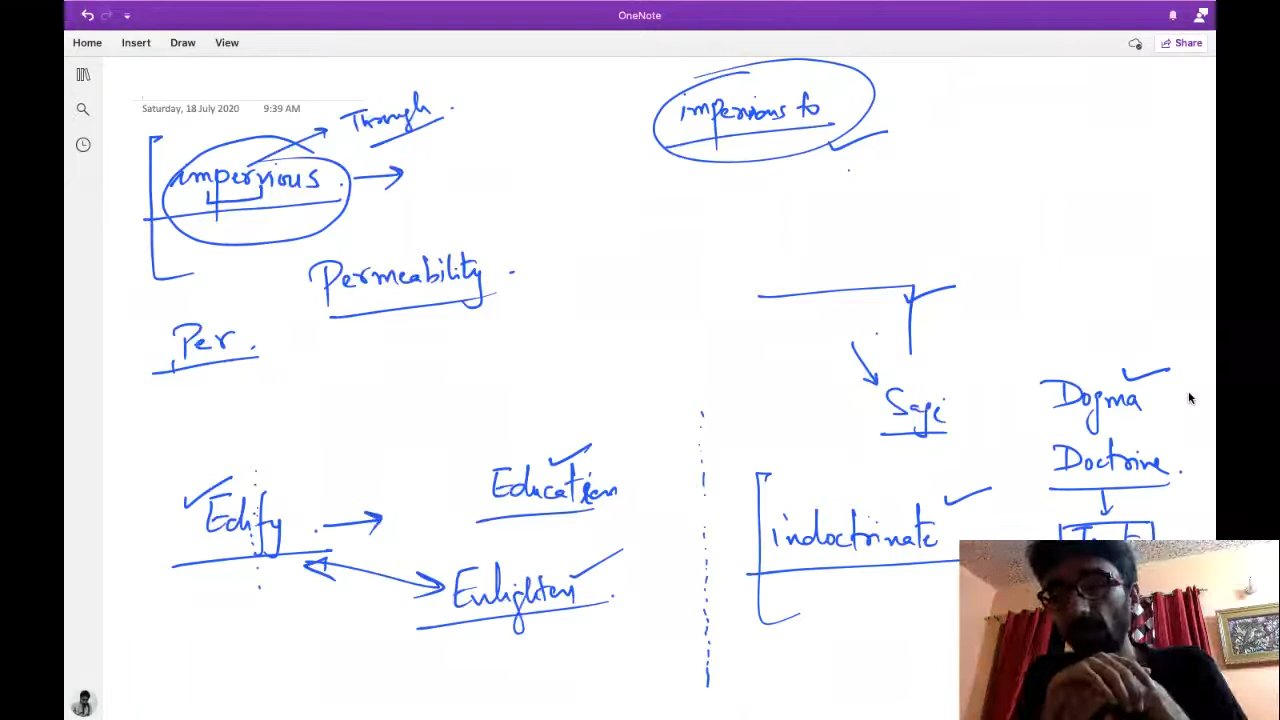 OneNote
Home Insert Draw View
Share
Saturday, 18 July 2020 9:39 AM
Through
impervious
impervious to
Permeability
Per
Dogma
Doctrine
Education
Edify
Enlighten
indoctrinate